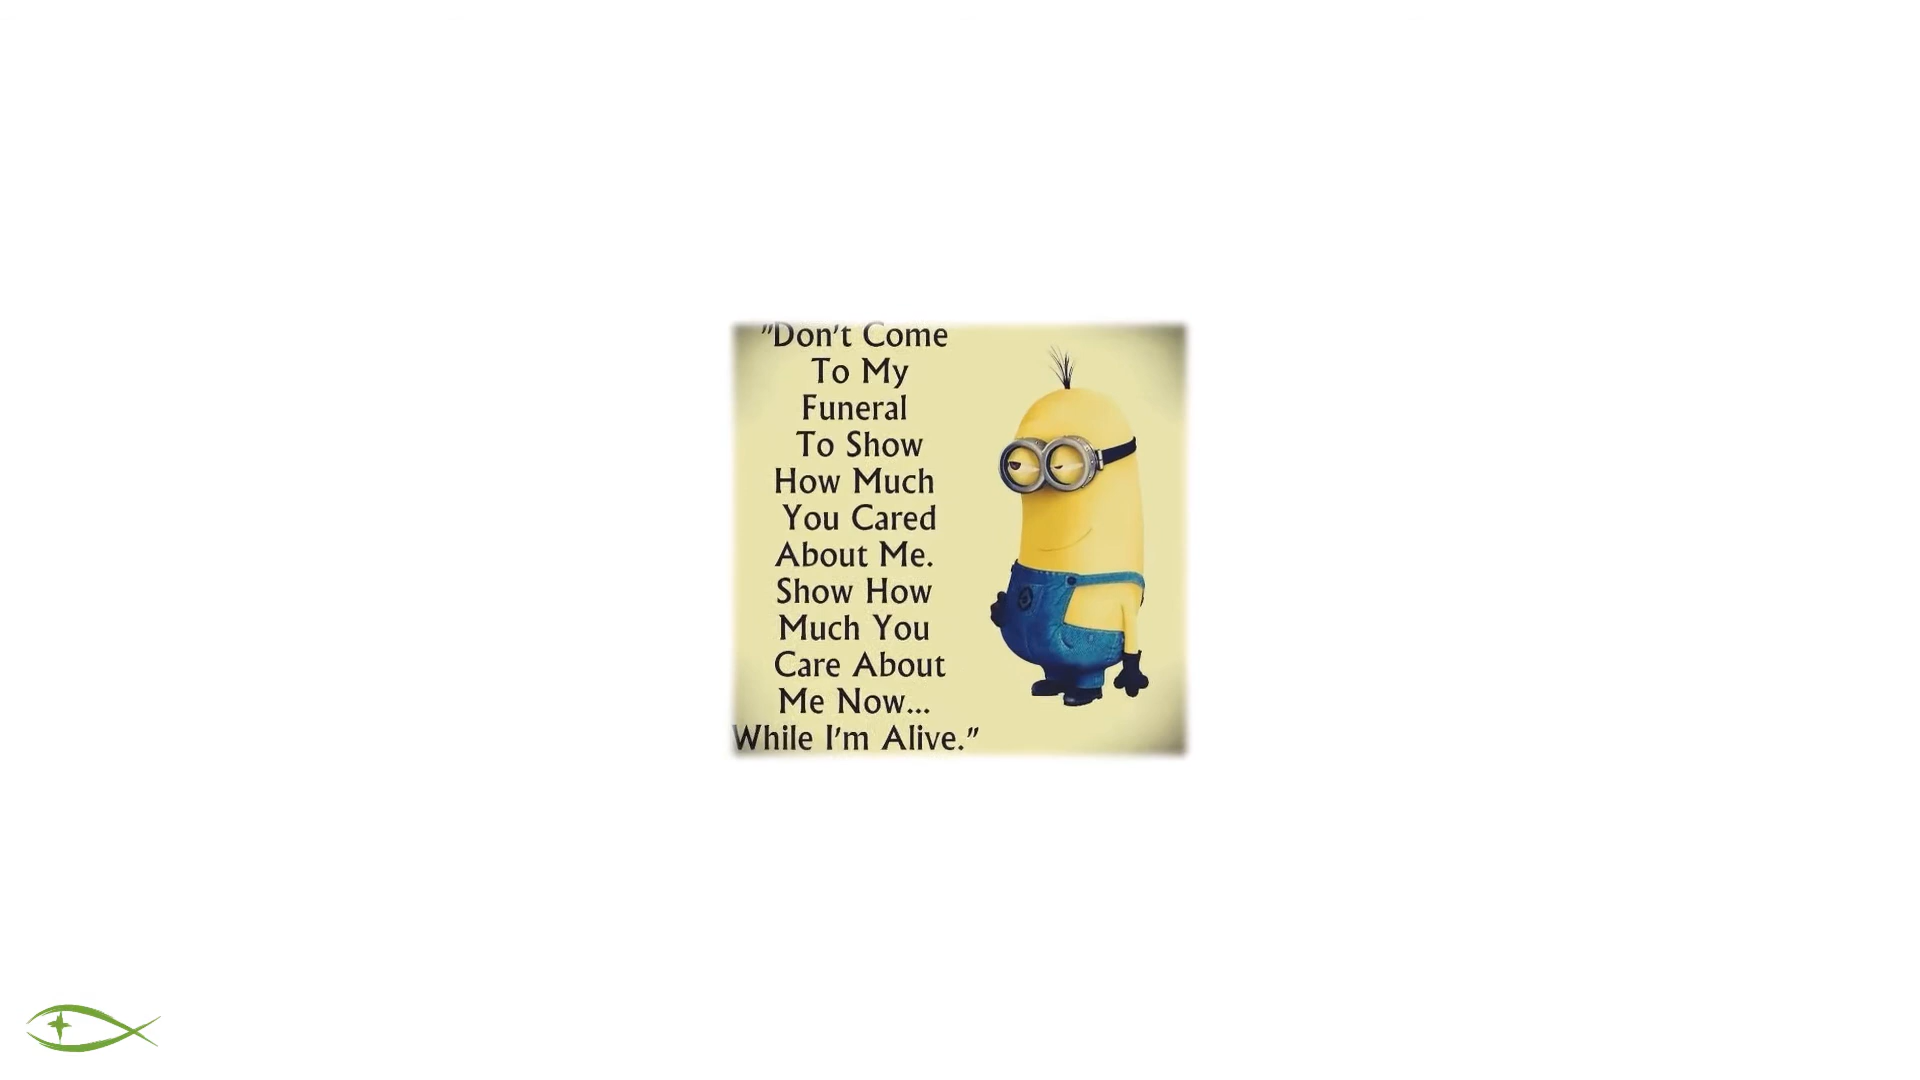 "Don't Come
To My
Funeral
To Show
How Much
You Cared
About Me.
Show How
Much You
Care About
Me Now...
While I'm Alive."